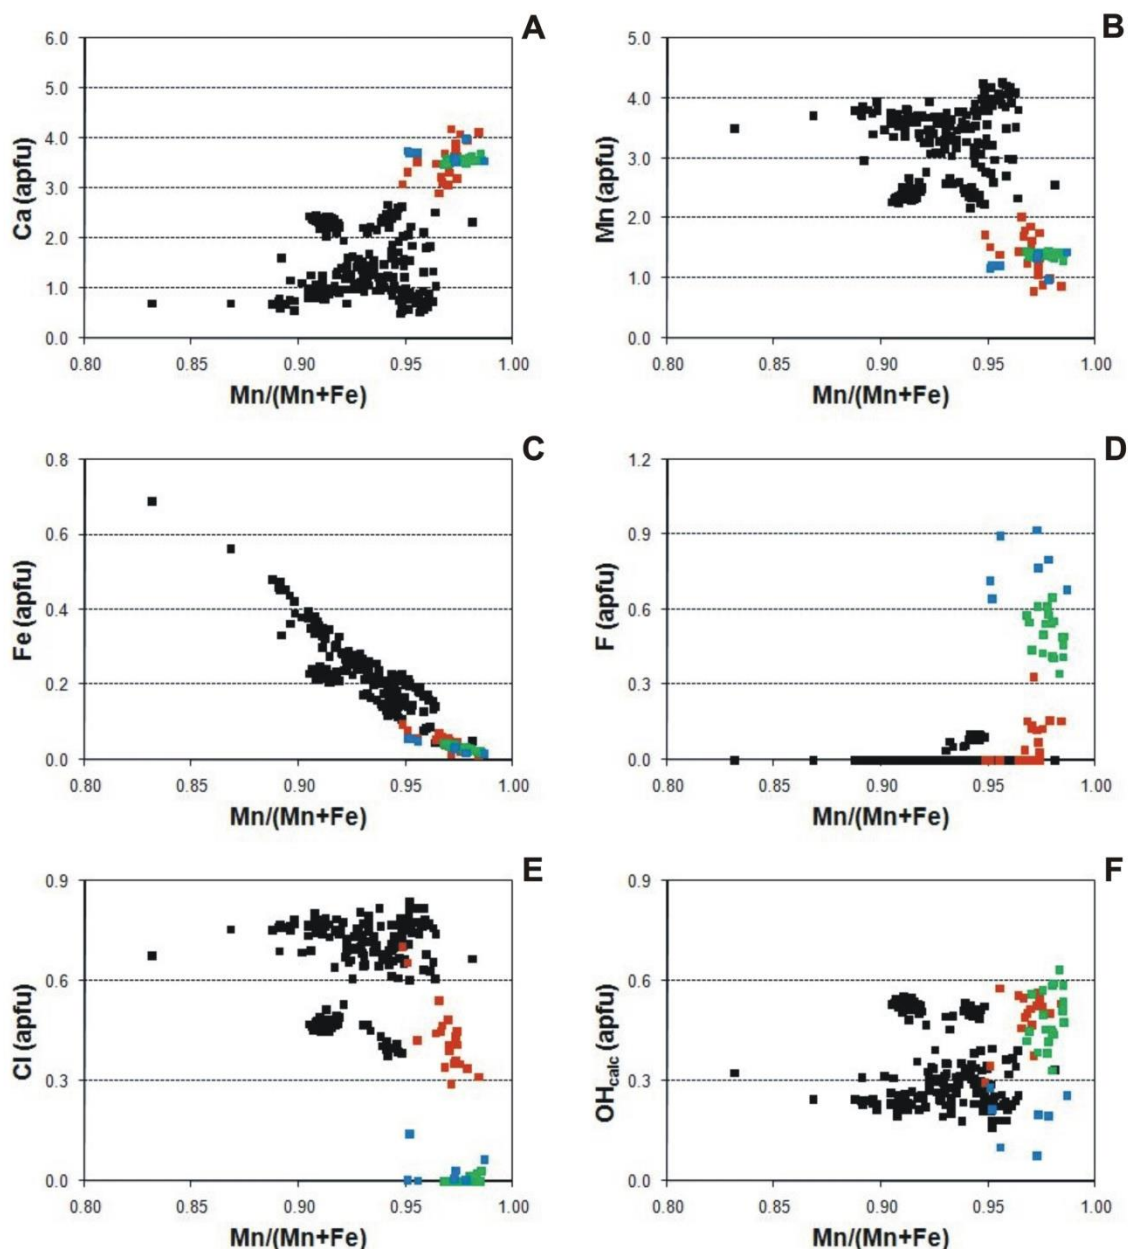 A
6.0
5.0
4.0
3.0
2.0
1.0
0.0
Ca (apfu)
0.80 0.85 0.90 0.95 1.00
Mn/(Mn+Fe)
B
5.0
4.0
3.0
2.0
1.0
0.0
Mn (apfu)
0.80 0.85 0.90 0.95 1.00
Mn/(Mn+Fe)
C
0.8
0.6
0.4
0.2
0.0
Fe (apfu)
0.80 0.85 0.90 0.95 1.00
Mn/(Mn+Fe)
D
1.2
0.9
0.6
0.3
0.0
F (apfu)
0.80 0.85 0.90 0.95 1.00
Mn/(Mn+Fe)
E
0.9
0.6
0.3
0.0
Cl (apfu)
0.80 0.85 0.90 0.95 1.00
Mn/(Mn+Fe)
F
0.9
0.6
0.3
0.0
OHcalc (apfu)
0.80 0.85 0.90 0.95 1.00
Mn/(Mn+Fe)